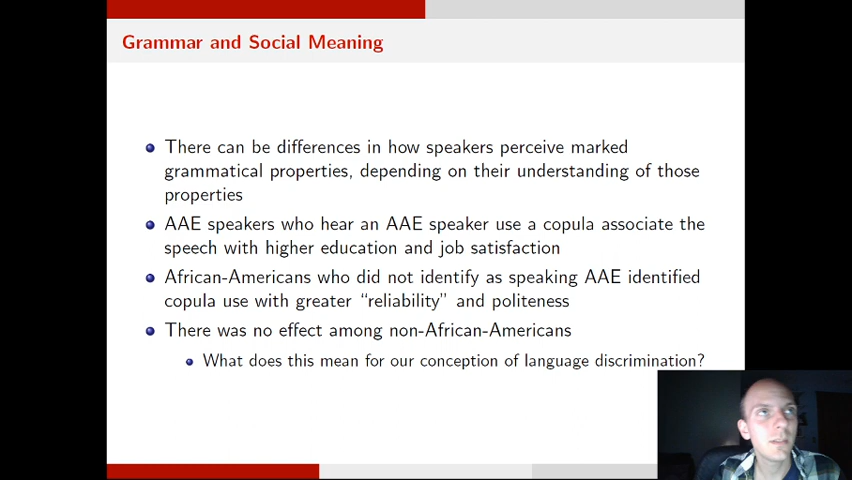 Grammar and Social Meaning
There can be differences in how speakers perceive marked
grammatical properties, depending on their understanding of those
properties
AAE speakers who hear an AAE speaker use a copula associate the
speech with higher education and job satisfaction
African-Americans who did not identify as speaking AAE identified
copula use with greater “reliability” and politeness
There was no effect among non-African-Americans
What does this mean for our conception of language discrimination?